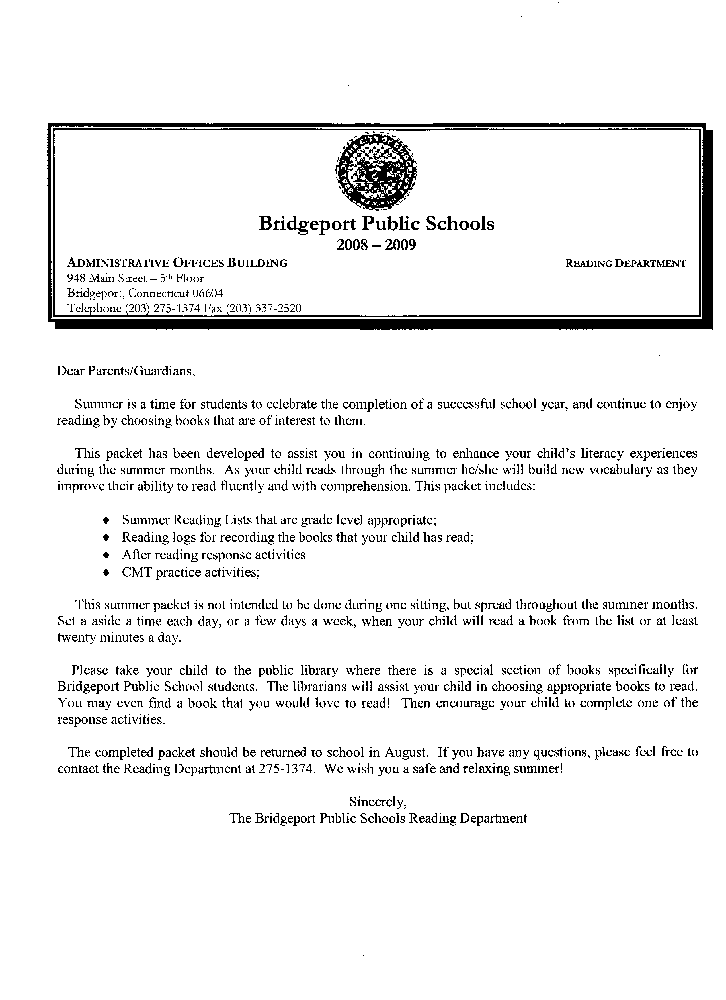 SEAL OF THE CITY OF BRIDGEPORT
Bridgeport Public Schools
2008 – 2009
ADMINISTRATIVE OFFICES BUILDING
READING DEPARTMENT
948 Main Street – 5th Floor
Bridgeport, Connecticut 06604
Telephone (203) 275-1374 Fax (203) 337-2520
Dear Parents/Guardians,
Summer is a time for students to celebrate the completion of a successful school year, and continue to enjoy
reading by choosing books that are of interest to them.
This packet has been developed to assist you in continuing to enhance your child's literacy experiences
during the summer months. As your child reads through the summer he/she will build new vocabulary as they
improve their ability to read fluently and with comprehension. This packet includes:
♦ Summer Reading Lists that are grade level appropriate;
♦ Reading logs for recording the books that your child has read;
♦ After reading response activities
♦ CMT practice activities;
This summer packet is not intended to be done during one sitting, but spread throughout the summer months.
Set a aside a time each day, or a few days a week, when your child will read a book from the list or at least
twenty minutes a day.
Please take your child to the public library where there is a special section of books specifically for
Bridgeport Public School students. The librarians will assist your child in choosing appropriate books to read.
You may even find a book that you would love to read! Then encourage your child to complete one of the
response activities.
The completed packet should be returned to school in August. If you have any questions, please feel free to
contact the Reading Department at 275-1374. We wish you a safe and relaxing summer!
Sincerely,
The Bridgeport Public Schools Reading Department